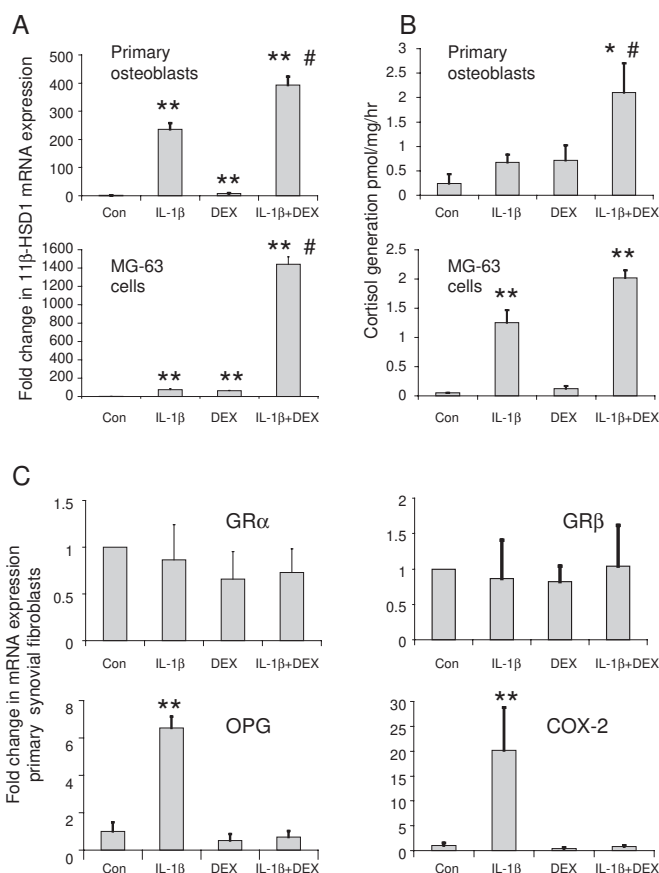 A
Fold change in 11β-HSD1 mRNA expression
Primary
osteoblasts
500
400
300
200
100
0
**
**
** #
Con IL-1β DEX IL-1β+DEX
MG-63
cells
1600
1400
1200
1000
800
600
400
200
0
**
**
** #
Con IL-1β DEX IL-1β+DEX
B
Cortisol generation pmol/mg/hr
Primary
osteoblasts
3
2.5
2
1.5
1
0.5
0
* #
Con IL-1β DEX IL-1β+DEX
MG-63
cells
2.5
2
1.5
1
0.5
0
**
**
Con IL-1β DEX IL-1β+DEX
C
Fold change in mRNA expression
primary synovial fibroblasts
GRα
1.5
1
0.5
0
Con IL-1β DEX IL-1β+DEX
GRβ
2
1.5
1
0.5
0
Con IL-1β DEX IL-1β+DEX
OPG
8
6
4
2
0
**
Con IL-1β DEX IL-1β+DEX
COX-2
30
25
20
15
10
5
0
**
Con IL-1β DEX IL-1β+DEX